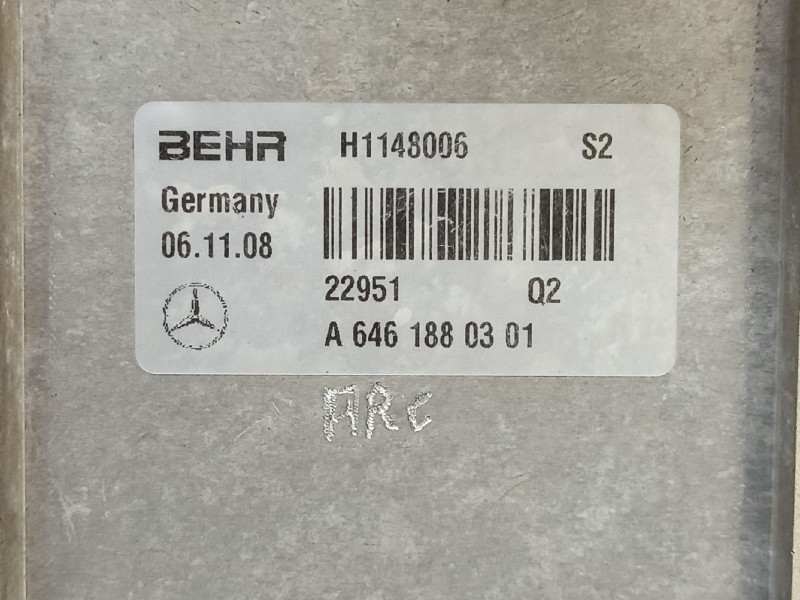 BEHR H1148006 S2
Germany
06.11.08
22951 Q2
A 646 188 03 01
ARC